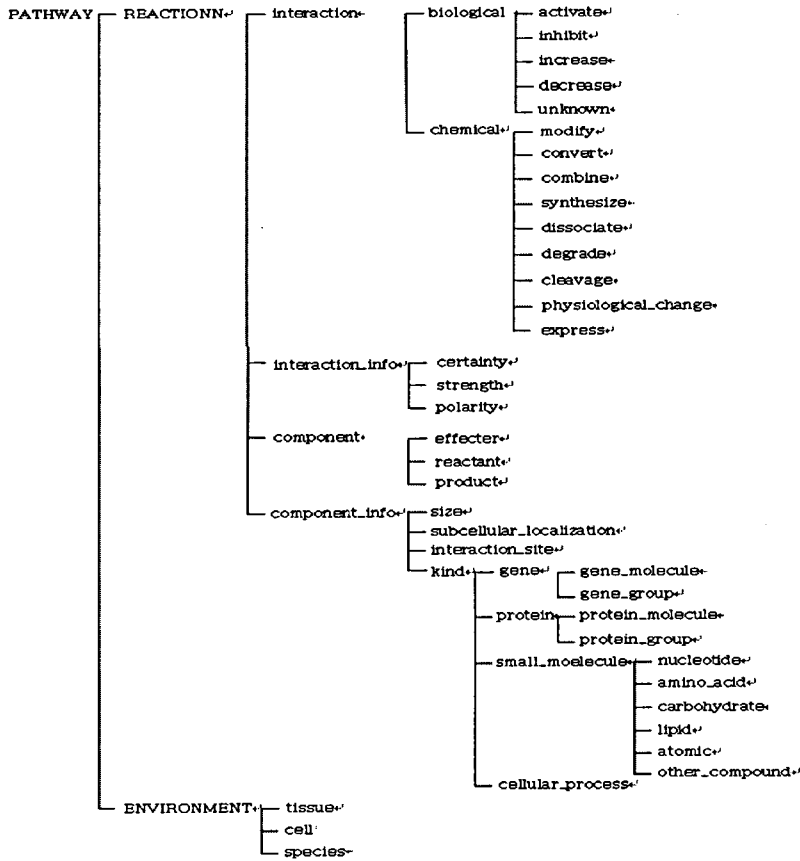 PATHWAY REACTIONN interaction biological activate
inhibit
increase
decrease
unknown
chemical modify
convert
combine
synthesize
dissociate
degrade
cleavage
physiological_change
express
interaction_info certainty
strength
polarity
component effecter
reactant
product
component_info size
subcellular_localization
interaction_site
kind gene gene_molecule
gene_group
protein protein_molecule
protein_group
small_moelecule nucleotide
amino_acid
carbohydrate
lipid
atomic
other_compound
cellular_process
ENVIRONMENT tissue
cell
species